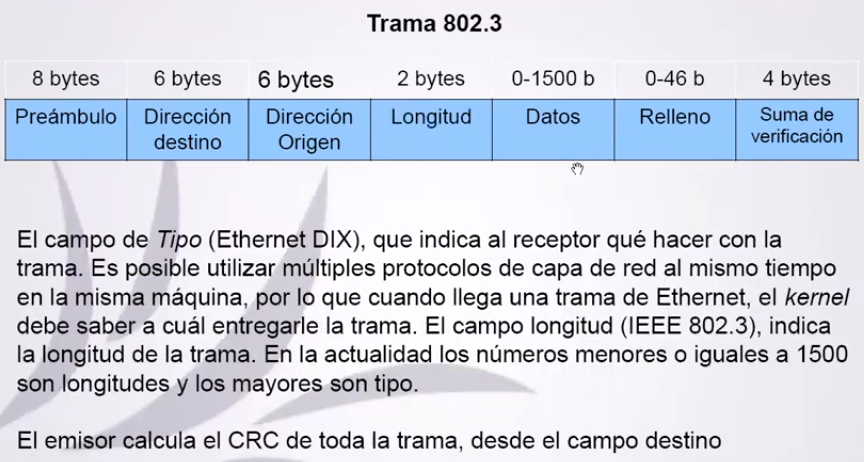 Trama 802.3
8 bytes 6 bytes 6 bytes 2 bytes 0-1500 b 0-46 b 4 bytes
Preámbulo Dirección destino Dirección Origen Longitud Datos Relleno Suma de verificación
El campo de Tipo (Ethernet DIX), que indica al receptor qué hacer con la
trama. Es posible utilizar múltiples protocolos de capa de red al mismo tiempo
en la misma máquina, por lo que cuando llega una trama de Ethernet, el kernel
debe saber a cuál entregarle la trama. El campo longitud (IEEE 802.3), indica
la longitud de la trama. En la actualidad los números menores o iguales a 1500
son longitudes y los mayores son tipo.
El emisor calcula el CRC de toda la trama, desde el campo destino